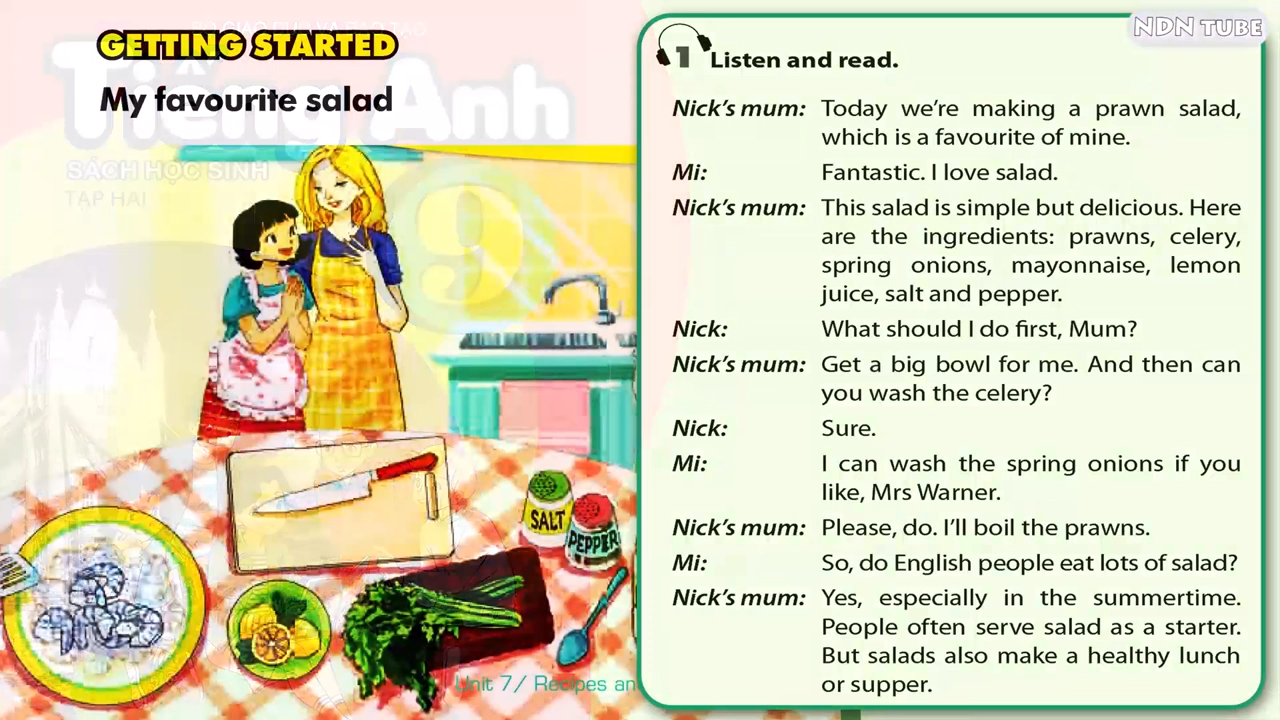 BỘ GIÁO DỤC VÀ ĐÀO TẠO
GETTING STARTED
My favourite salad
Tiếng Anh
SÁCH HỌC SINH
TẬP HAI
9
SALT
PEPPER
Unit 7/ Recipes an
NDN TUBE
1 Listen and read.
Nick's mum: Today we're making a prawn salad,
which is a favourite of mine.
Mi: Fantastic. I love salad.
Nick's mum: This salad is simple but delicious. Here
are the ingredients: prawns, celery,
spring onions, mayonnaise, lemon
juice, salt and pepper.
Nick: What should I do first, Mum?
Nick's mum: Get a big bowl for me. And then can
you wash the celery?
Nick: Sure.
Mi: I can wash the spring onions if you
like, Mrs Warner.
Nick's mum: Please, do. I'll boil the prawns.
Mi: So, do English people eat lots of salad?
Nick's mum: Yes, especially in the summertime.
People often serve salad as a starter.
But salads also make a healthy lunch
or supper.